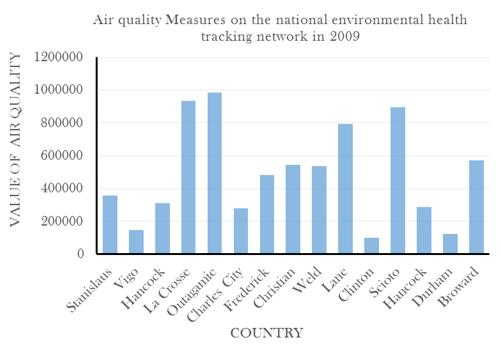 Air quality Measures on the national environmental health
tracking network in 2009
VALUE OF AIR QUALITY
1200000
1000000
800000
600000
400000
200000
0
Stanislaus
Vigo
Hancock
La Crosse
Outagamie
Charles City
Frederick
Christian
Weld
Lane
Clinton
Scioto
Hancock
Durham
Broward
COUNTRY